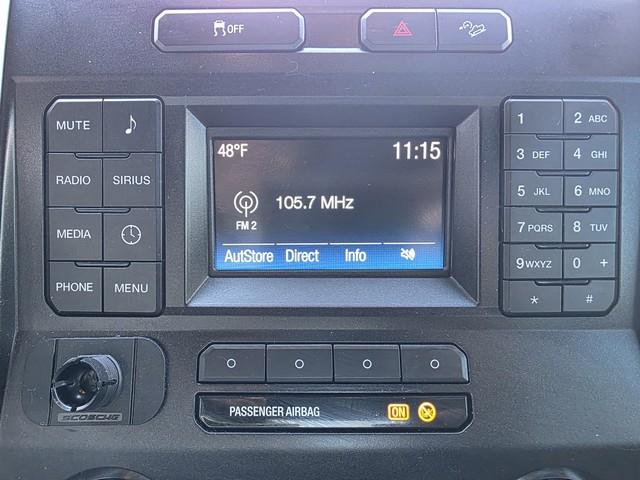 OFF
MUTE
RADIO SIRIUS
MEDIA
PHONE MENU
48°F 11:15
105.7 MHz
FM 2
AutStore Direct Info
1 2 ABC
3 DEF 4 GHI
5 JKL 6 MNO
7 PQRS 8 TUV
9 WXYZ 0 +
* #
SCOSCHE
PASSENGER AIRBAG ON